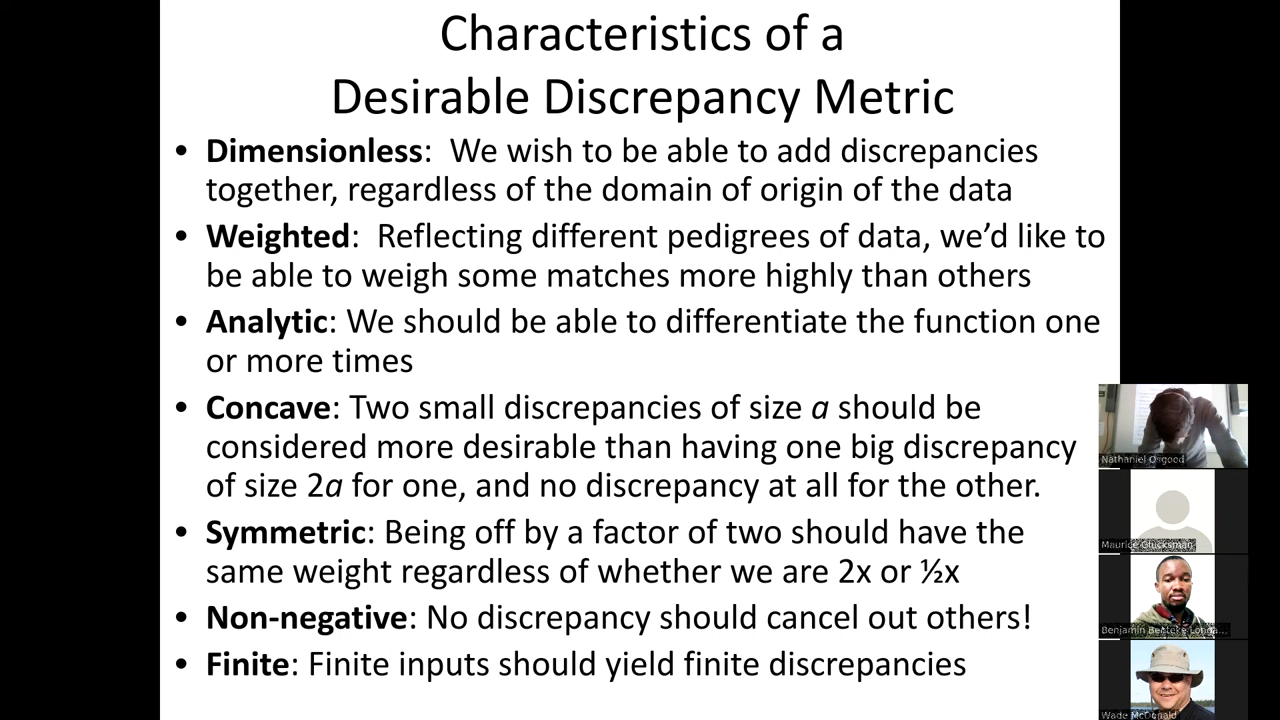 Characteristics of a
Desirable Discrepancy Metric
• Dimensionless: We wish to be able to add discrepancies
together, regardless of the domain of origin of the data
• Weighted: Reflecting different pedigrees of data, we’d like to
be able to weigh some matches more highly than others
• Analytic: We should be able to differentiate the function one
or more times
• Concave: Two small discrepancies of size a should be
considered more desirable than having one big discrepancy
of size 2a for one, and no discrepancy at all for the other.
• Symmetric: Being off by a factor of two should have the
same weight regardless of whether we are 2x or ½x
• Non-negative: No discrepancy should cancel out others!
• Finite: Finite inputs should yield finite discrepancies
Nathaniel Osgood
Benjamin
Wade McDonald